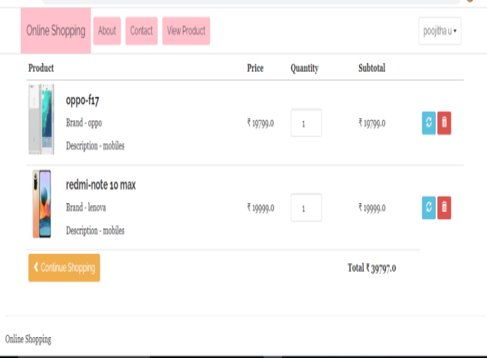 Online Shopping About Contact View Product poojitha u
Product Price Quantity Subtotal
oppo-f17
Brand - oppo ₹ 19799.0 1 ₹ 19799.0
Description - mobiles
redmi-note 10 max
Brand - lenova ₹ 19999.0 1 ₹ 19999.0
Description - mobiles
Continue Shopping Total ₹ 39797.0
Online Shopping